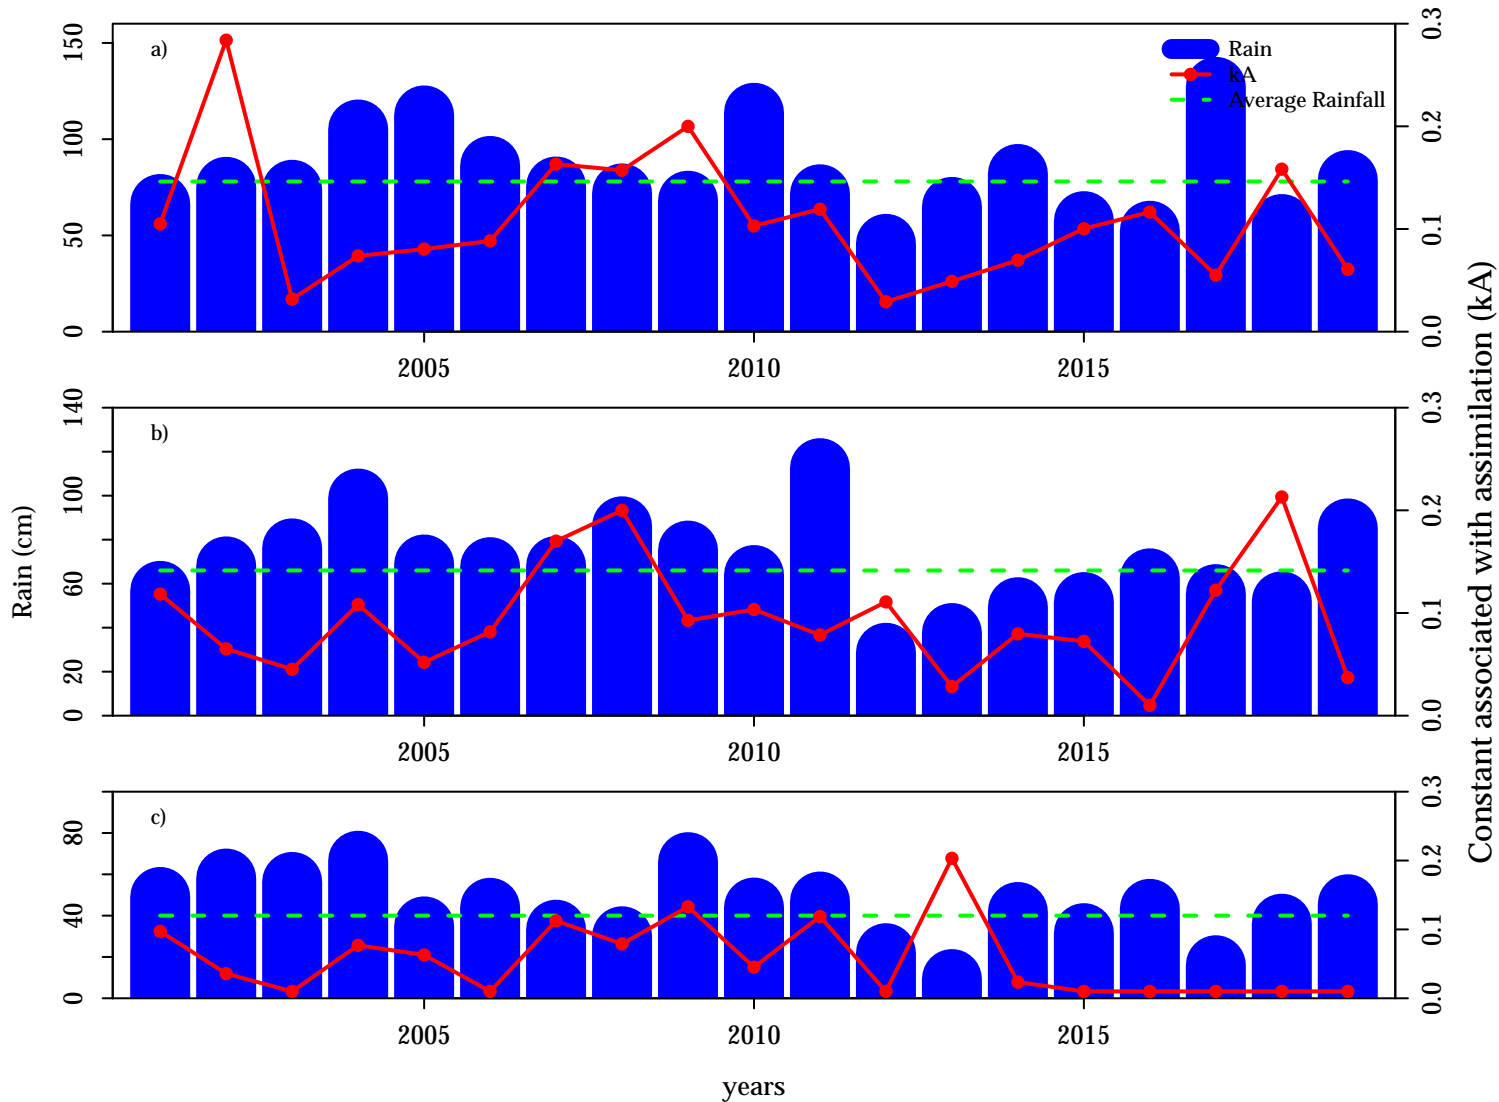 a)
Rain
kA
Average Rainfall
0 50 100 150
0.0 0.1 0.2 0.3
2005 2010 2015
b)
0 20 60 100 140
0.0 0.1 0.2 0.3
2005 2010 2015
c)
0 40 80
0.0 0.1 0.2 0.3
2005 2010 2015
years
Rain (cm)
Constant associated with assimilation (kA)